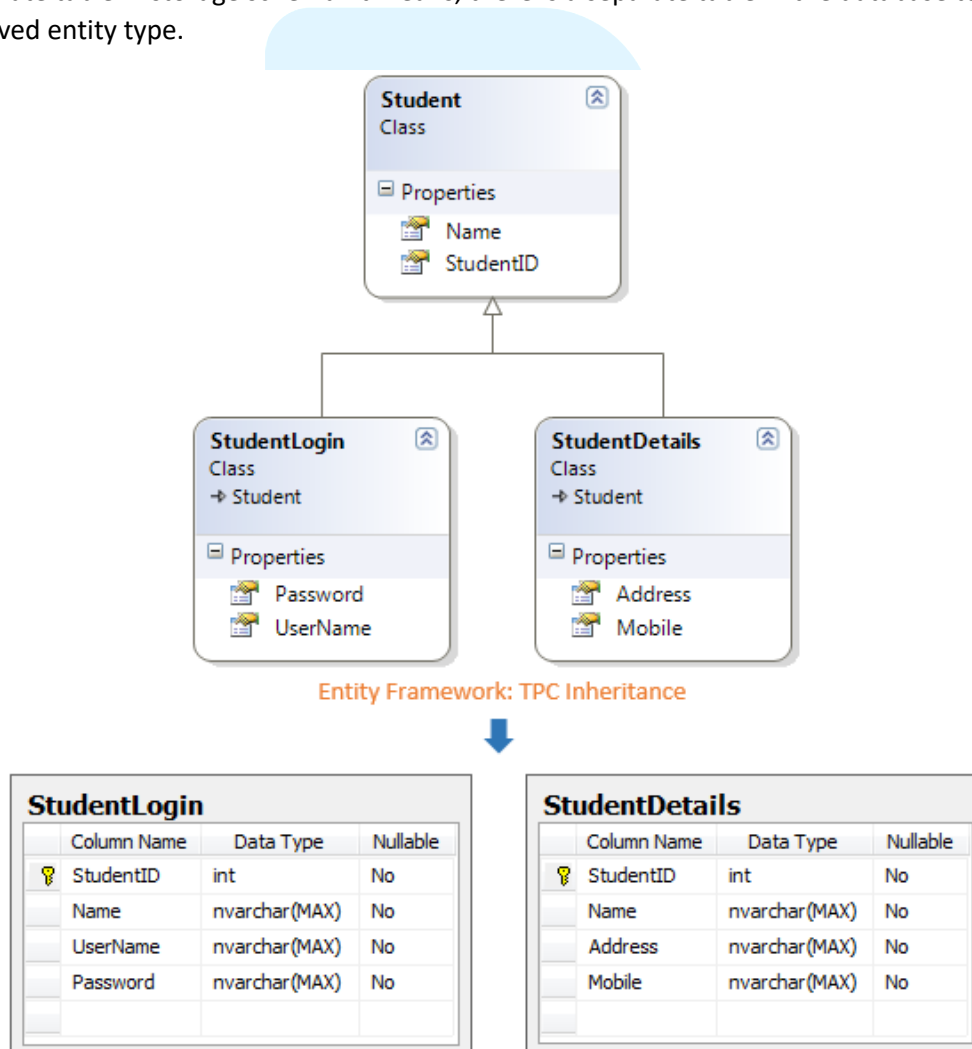 ved entity type.
Student
Class
Properties
Name
StudentID
StudentLogin
Class
Student
Properties
Password
UserName
StudentDetails
Class
Student
Properties
Address
Mobile
Entity Framework: TPC Inheritance
StudentLogin
Column Name Data Type Nullable
StudentID int No
Name nvarchar(MAX) No
UserName nvarchar(MAX) No
Password nvarchar(MAX) No
StudentDetails
Column Name Data Type Nullable
StudentID int No
Name nvarchar(MAX) No
Address nvarchar(MAX) No
Mobile nvarchar(MAX) No